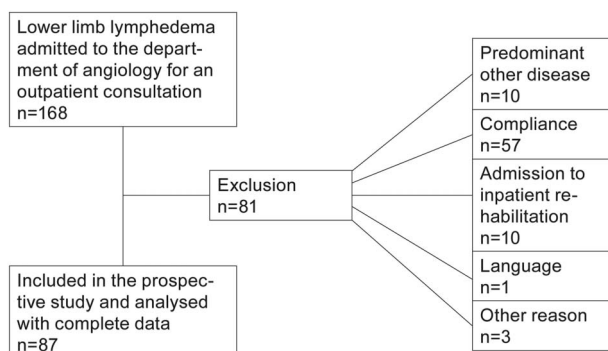 Lower limb lymphedema
admitted to the depart-
ment of angiology for an
outpatient consultation
n=168
Exclusion
n=81
Included in the prospec-
tive study and analysed
with complete data
n=87
Predominant
other disease
n=10
Compliance
n=57
Admission to
inpatient re-
habilitation
n=10
Language
n=1
Other reason
n=3